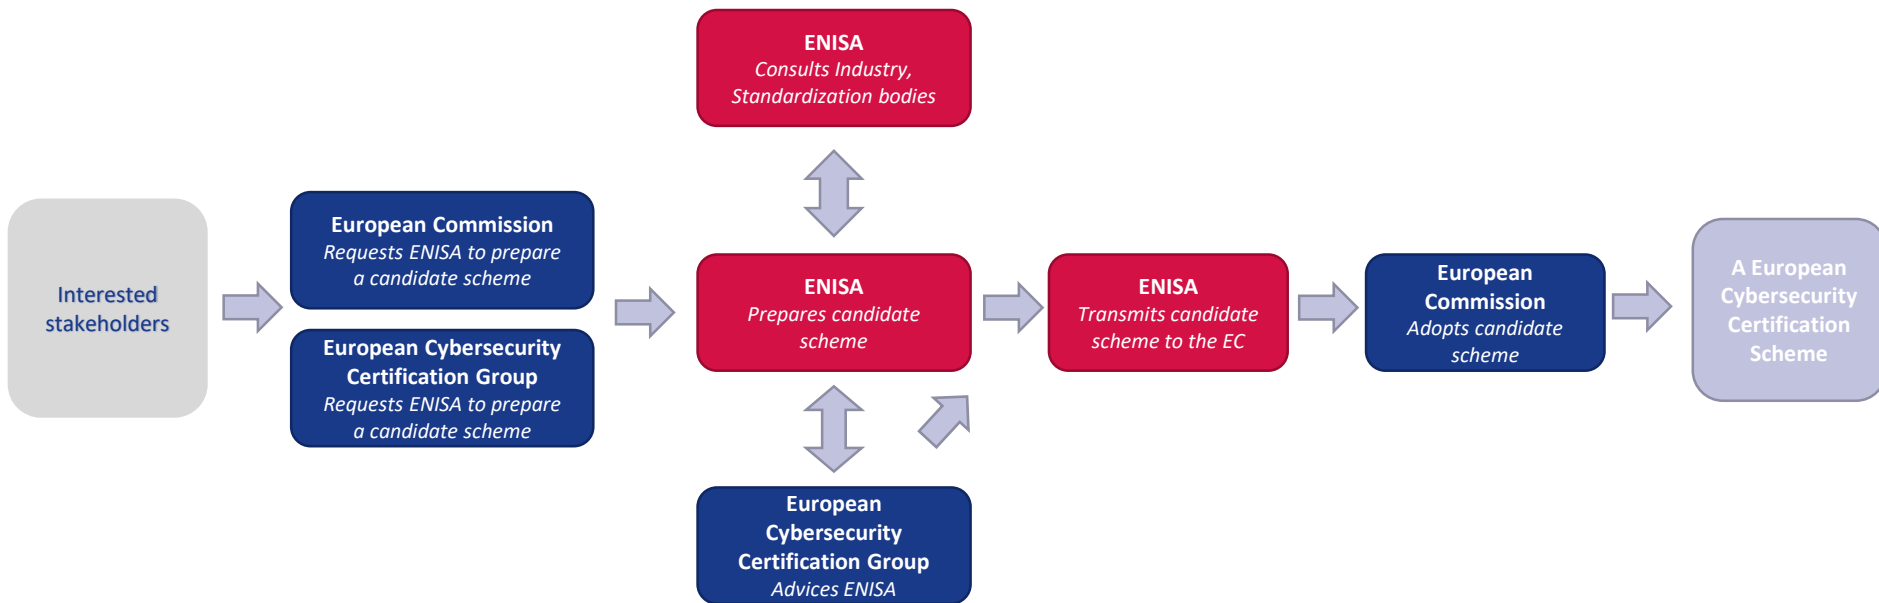 ENISA
Consults Industry,
Standardization bodies
Interested
stakeholders
European Commission
Requests ENISA to prepare
a candidate scheme
European Cybersecurity
Certification Group
Requests ENISA to prepare
a candidate scheme
ENISA
Prepares candidate
scheme
ENISA
Transmits candidate
scheme to the EC
European
Commission
Adopts candidate
scheme
A European
Cybersecurity
Certification
Scheme
European
Cybersecurity
Certification Group
Advices ENISA